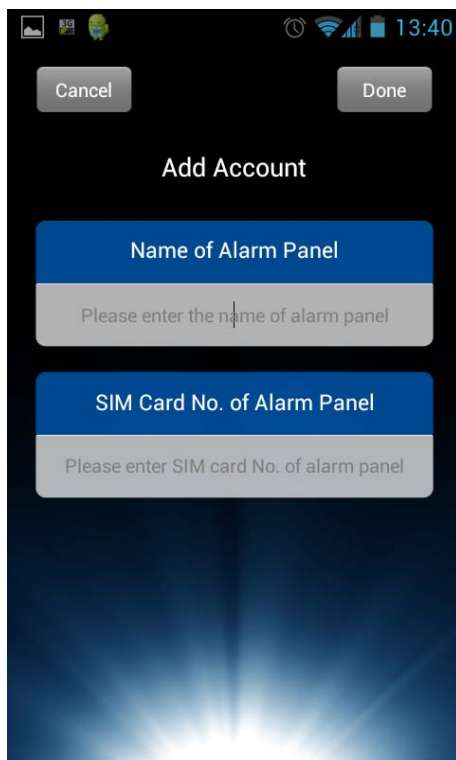 3G
13:40
Cancel
Done
Add Account
Name of Alarm Panel
Please enter the name of alarm panel
SIM Card No. of Alarm Panel
Please enter SIM card No. of alarm panel